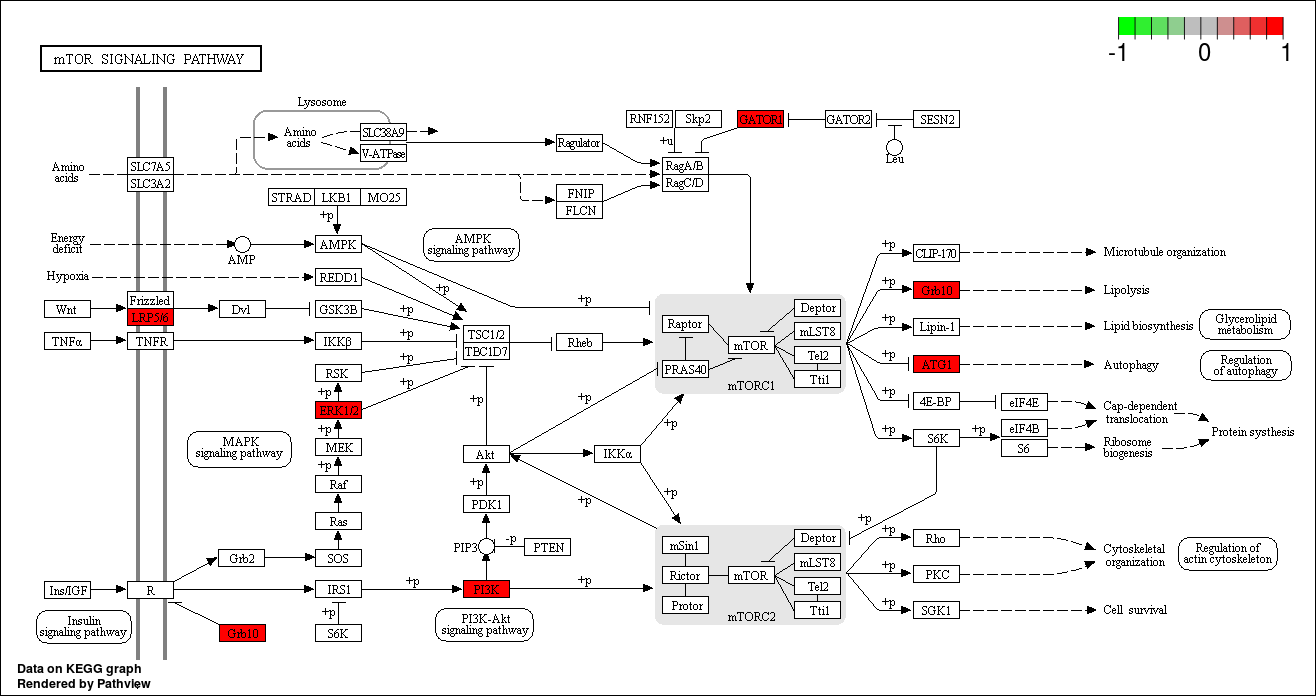 -1 0 1
mTOR SIGNALING PATHWAY
Lysosome
Amino
acids
SLC38A9
V-ATPase
Ragulator
RNF152
Skp2
GATOR1
GATOR2
SESN2
Leu
+u
RagA/B
RagC/D
Amino
acids
SLC7A5
SLC3A2
FNIP
FLCN
STRAD
LKB1
MO25
+p
Energy
deficit
AMP
AMPK
AMPK
signaling pathway
Hypoxia
REDD1
+p
+p
Wnt
Frizzled
LRP5/6
Dvl
GSK3B
+p
TNFα
TNFR
IKKβ
+p
TSC1/2
TBC1D7
Rheb
RSK
+p
+p
ERK1/2
+p
+p
MEK
+p
Raf
Ras
SOS
Grb2
MAPK
signaling pathway
Raptor
PRAS40
mTOR
Deptor
mLST8
Tel2
Tti1
mTORC1
+p
CLIP-170
Microtubule organization
+p
Grb10
Lipolysis
+p
Lipin-1
Lipid biosynthesis
Glycerolipid
metabolism
+p
ATG1
Autophagy
Regulation
of autophagy
+p
4E-BP
eIF4E
Cap-dependent
translocation
+p
S6K
+p
eIF4B
S6
Ribosome
biogenesis
Protein systhesis
+p
+p
Akt
IKKα
+p
+p
+p
+p
PDK1
PIP3
-p
PTEN
+p
mSin1
Rictor
Protor
mTOR
Deptor
mLST8
Tel2
Tti1
mTORC2
+p
Rho
+p
PKC
+p
SGK1
Cytoskeletal
organization
Regulation of
actin cytoskeleton
Cell survival
Ins/IGF
R
IRS1
+p
PI3K
+p
Insulin
signaling pathway
Grb10
+p
S6K
PI3K-Akt
signaling pathway
Data on KEGG graph
Rendered by Pathview